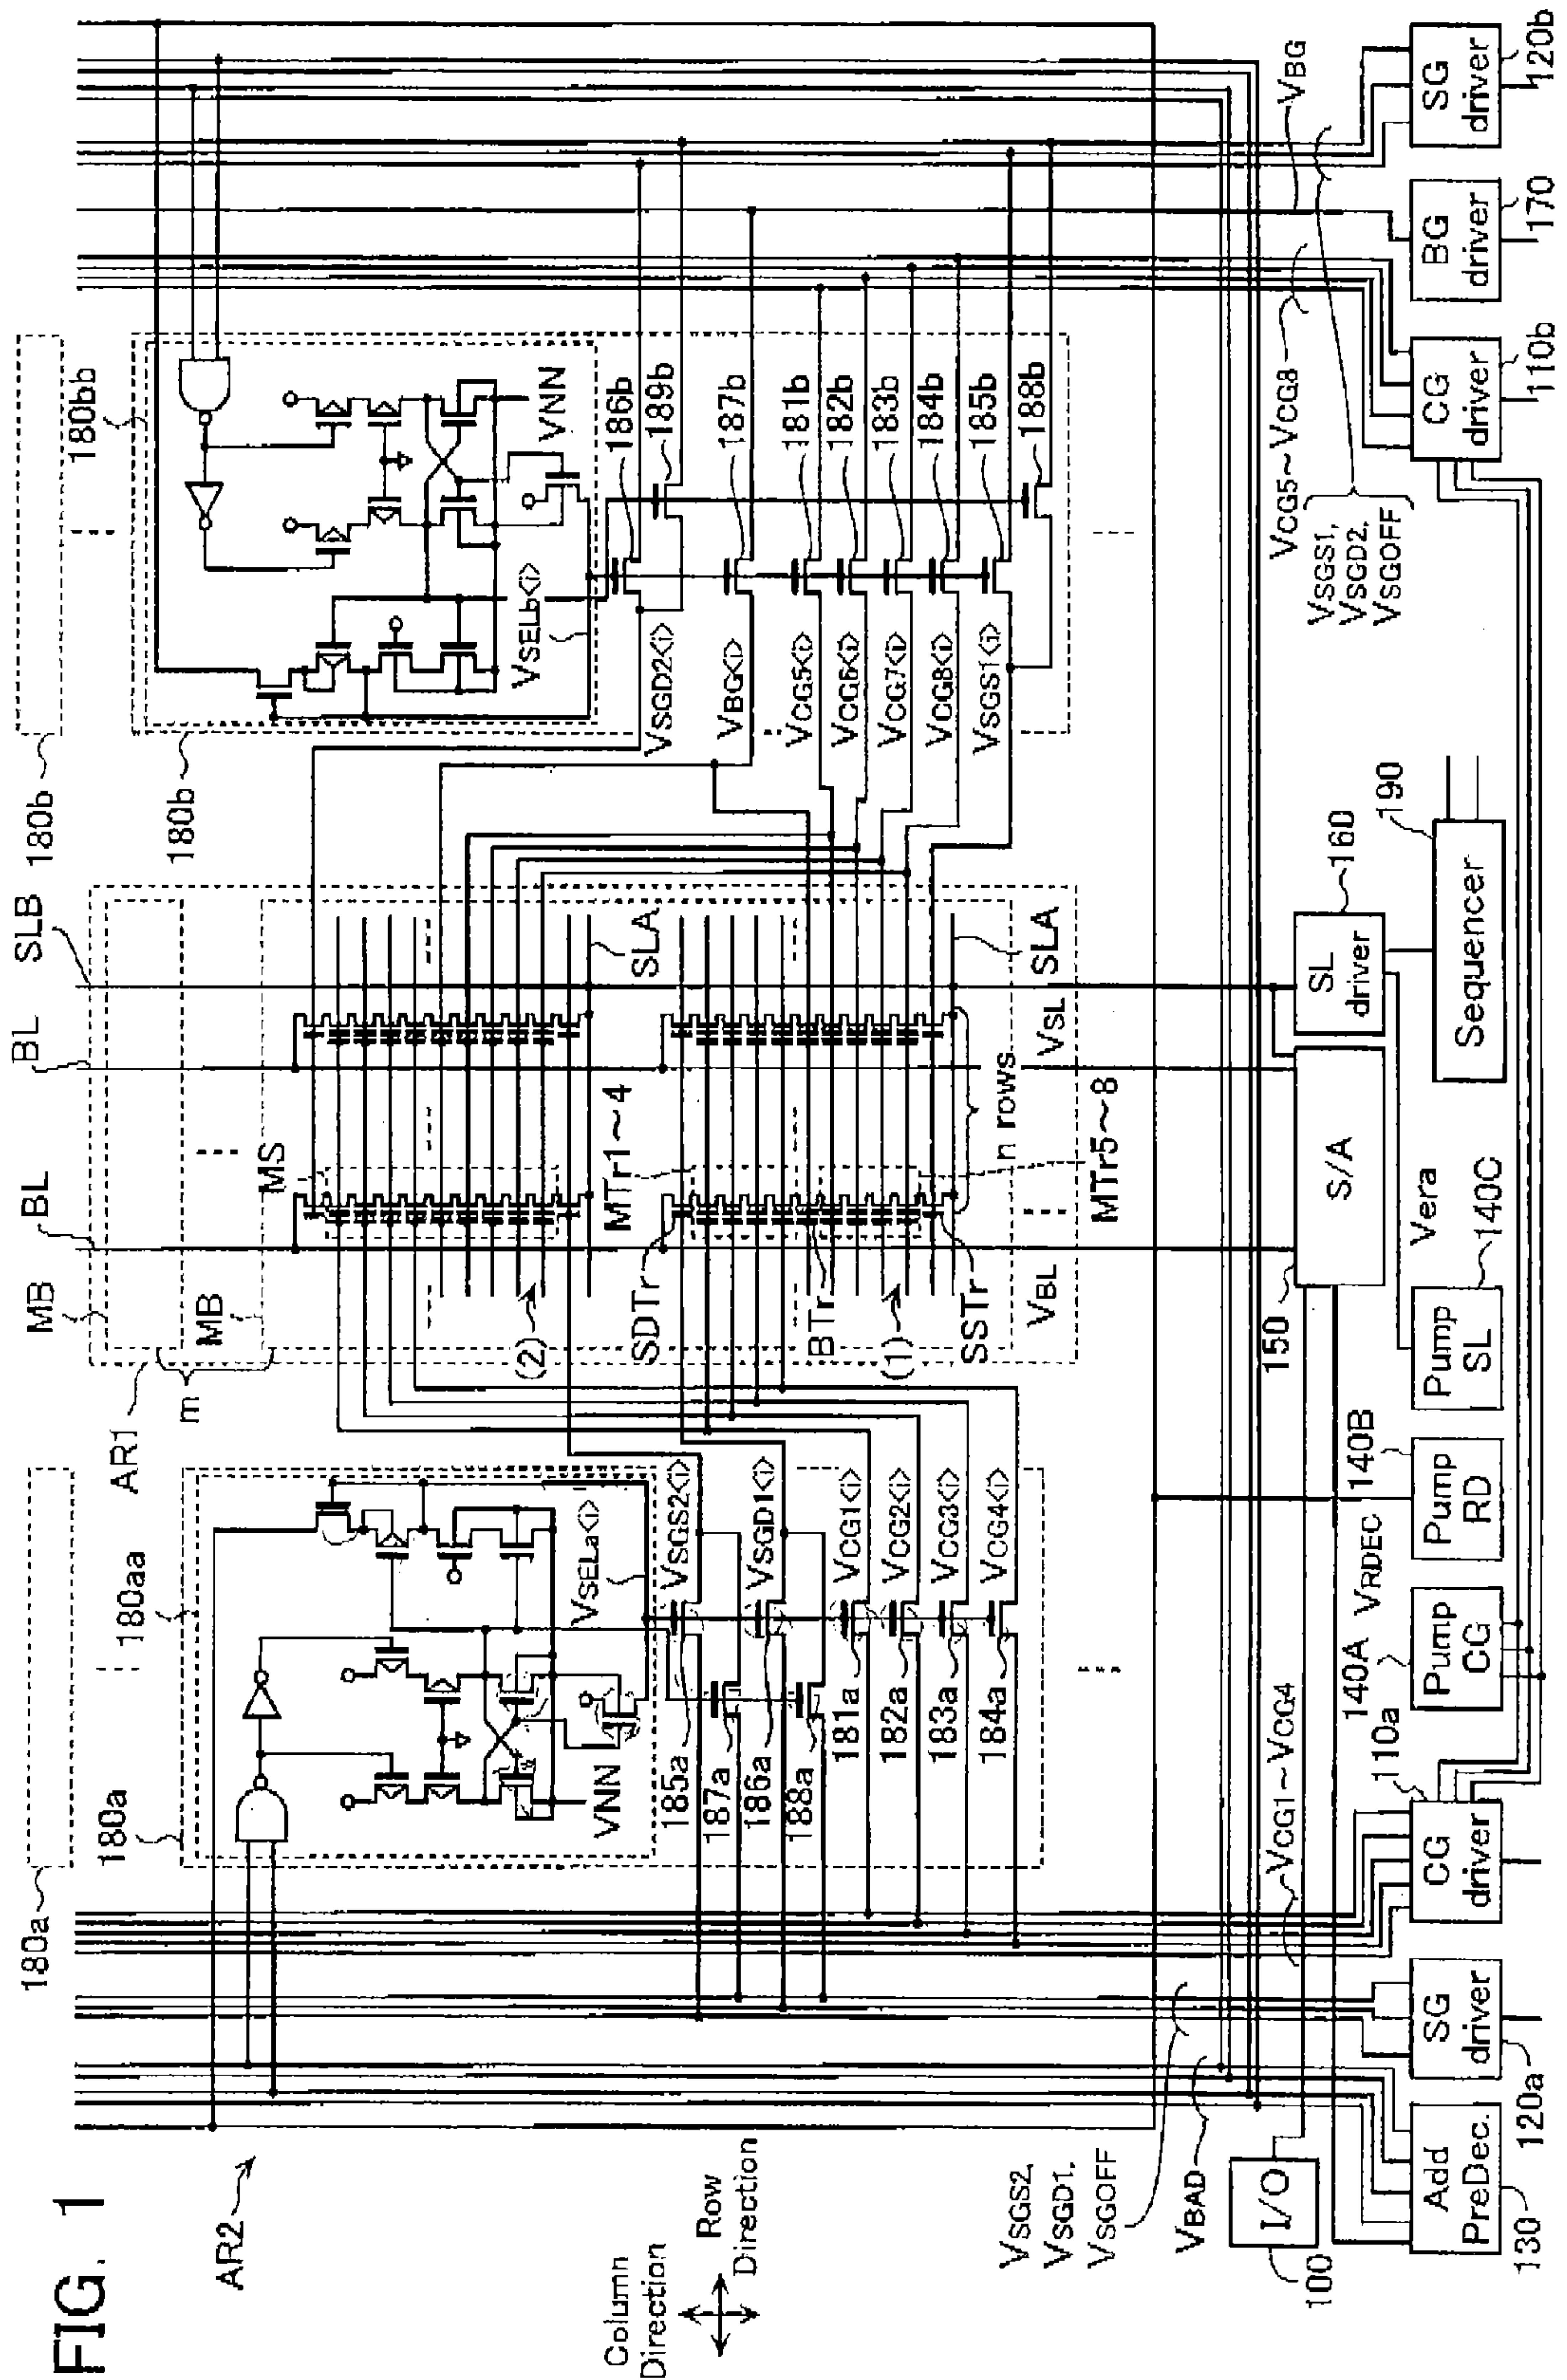 FIG. 1
AR2
Column
Direction
Row
Direction
180a
180a
180aa
AR1
m
MB
MB
BL
BL
SLB
MS
180b
180b
180bb
VNN
VSELa<i>
185a
187a
186a
188a
181a
182a
183a
184a
VSGS2<i>
VSGD1<i>
VCG1<i>
VCG2<i>
VCG3<i>
VCG4<i>
(2)
SDTr
BTr
(1)
SSTr
MTr1~4
MTr5~8
n rows
SLA
SLA
VBL
VSL
VNN
VSELb<i>
VSGD2<i>
VBG<i>
VCG5<i>
VCG6<i>
VCG7<i>
VCG8<i>
VSGS1<i>
186b
189b
187b
181b
182b
183b
184b
185b
188b
VSGS2,
VSGD1,
VSGOFF
VBAD
VCG1~VCG4
VCG5~VCG8
VSGS1,
VSGD2,
VSGOFF
VBG
I/O
100
Add
PreDec.
130
SG
driver
120a
CG
driver
110a
Pump
CG
140A
VRDEC
Pump
RD
140B
Pump
SL
140C
Vera
S/A
150
SL
driver
160
Sequencer
190
CG
driver
110b
BG
driver
170
SG
driver
120b